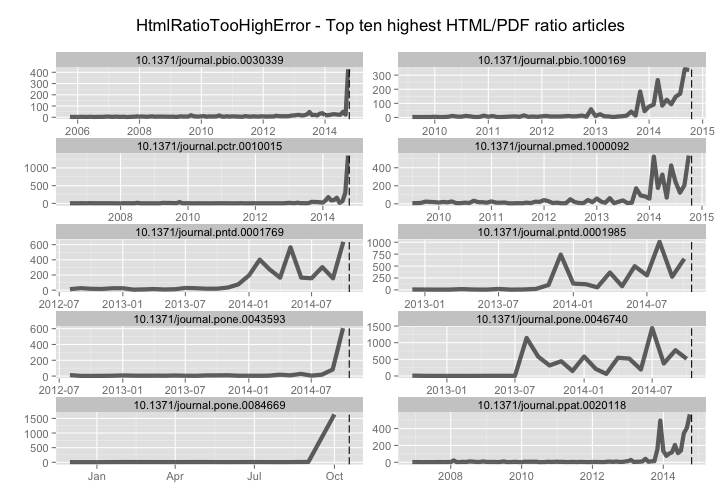 HtmlRatioTooHighError - Top ten highest HTML/PDF ratio articles
10.1371/journal.pbio.0030339
400
300
200
100
0
2006 2008 2010 2012 2014
10.1371/journal.pbio.1000169
300
200
100
0
2010 2011 2012 2013 2014 2015
10.1371/journal.pctr.0010015
1000
500
0
2008 2010 2012 2014
10.1371/journal.pmed.1000092
400
200
0
2010 2011 2012 2013 2014 2015
10.1371/journal.pntd.0001769
600
400
200
0
2012-07 2013-01 2013-07 2014-01 2014-07
10.1371/journal.pntd.0001985
1000
750
500
250
0
2013-01 2013-07 2014-01 2014-07
10.1371/journal.pone.0043593
600
400
200
0
2012-07 2013-01 2013-07 2014-01 2014-07
10.1371/journal.pone.0046740
1500
1000
500
0
2013-01 2013-07 2014-01 2014-07
10.1371/journal.pone.0084669
1500
1000
500
0
Jan Apr Jul Oct
10.1371/journal.ppat.0020118
400
200
0
2008 2010 2012 2014